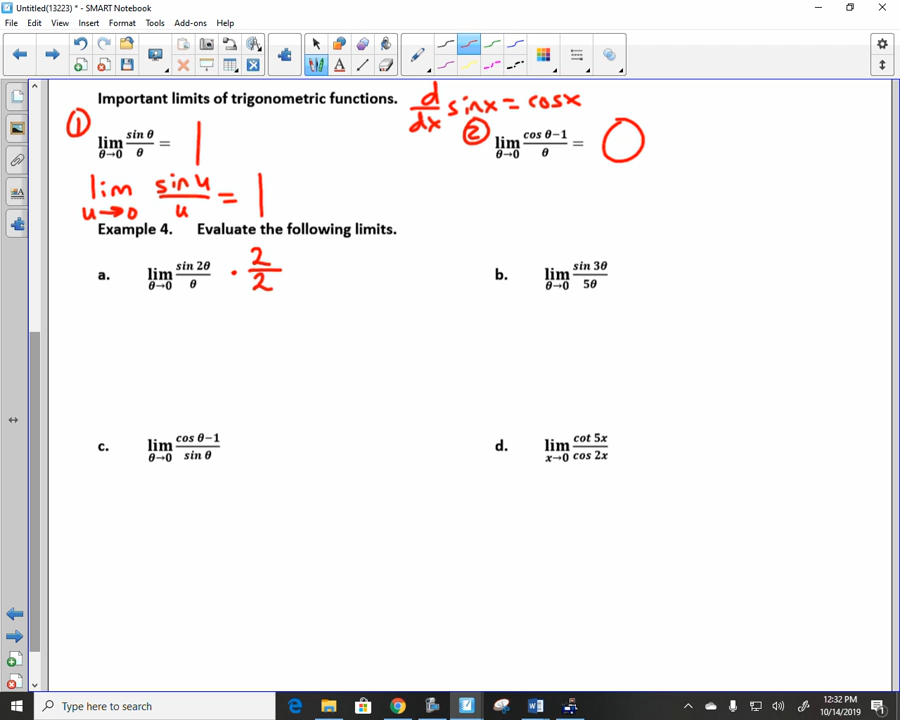 Untitled(13223) * - SMART Notebook
File Edit View Insert Format Tools Add-ons Help
Important limits of trigonometric functions. d/dx sinx = cosx
① lim θ→0 sin θ/θ = 1 ② lim θ→0 cos θ−1/θ = 0
lim u→0 sin u/u = 1
Example 4. Evaluate the following limits.
a. lim θ→0 sin 2θ/θ · 2/2 b. lim θ→0 sin 3θ/5θ
c. lim θ→0 cos θ−1/sin θ d. lim x→0 cot 5x/cos 2x
Type here to search
12:32 PM
10/14/2019